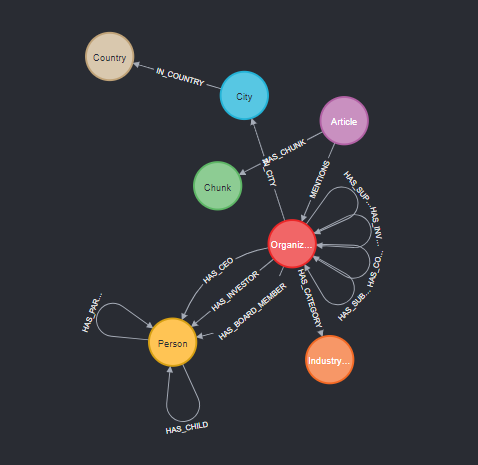 Country
IN_COUNTRY
City
Article
HAS_CHUNK
IN_CITY
Chunk
MENTIONS
HAS_SUP...
HAS_INV...
Organiz...
HAS_CO...
HAS_SUB...
HAS_CEO
HAS_INVESTOR
HAS_BOARD_MEMBER
HAS_CATEGORY
HAS_PAR...
Person
Industry...
HAS_CHILD